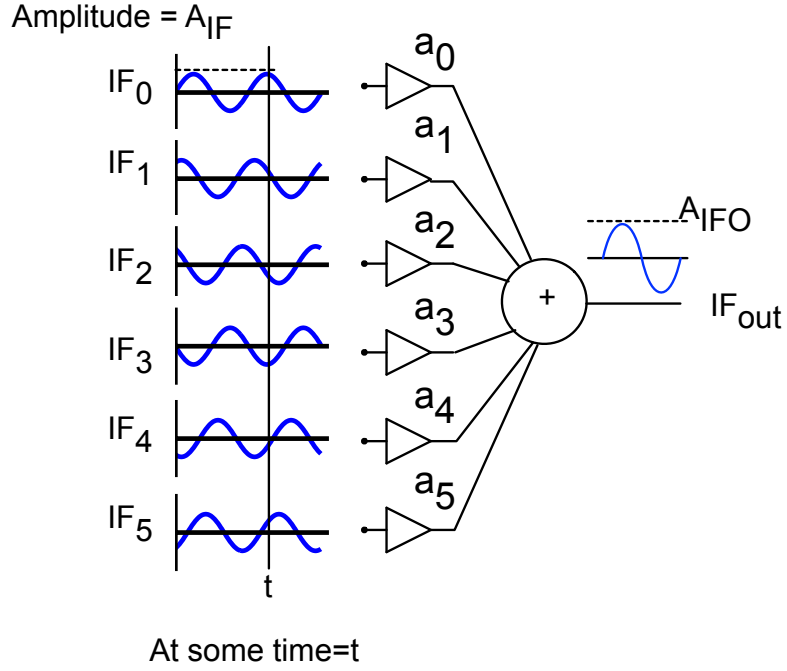 Amplitude = A_IF
IF_0
a_0
IF_1
a_1
IF_2
a_2
A_IFO
+
IF_out
IF_3
a_3
IF_4
a_4
IF_5
a_5
t
At some time=t